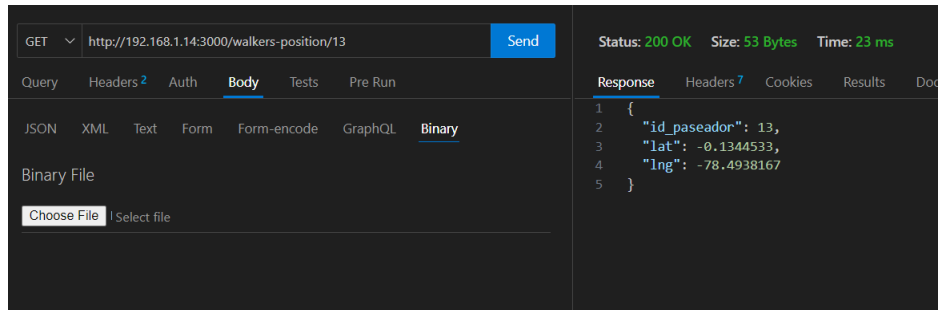 GET http://192.168.1.14:3000/walkers-position/13 Send
Query Headers 2 Auth Body Tests Pre Run
JSON XML Text Form Form-encode GraphQL Binary
Binary File
Choose File Select file
Status: 200 OK Size: 53 Bytes Time: 23 ms
Response Headers 7 Cookies Results Doc
1 {
2 "id_paseador": 13,
3 "lat": -0.1344533,
4 "lng": -78.4938167
5 }